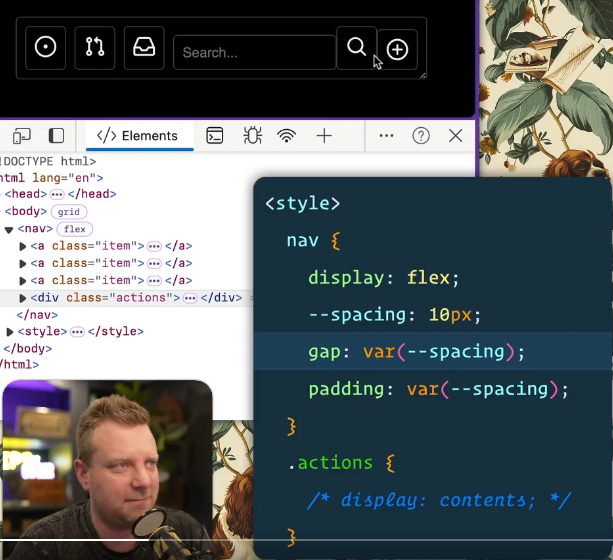 Search...
Elements
!DOCTYPE html>
html lang="en">
<head> ••• </head>
<body> grid
<nav> flex
<a class="item"> ••• </a>
<a class="item"> ••• </a>
<a class="item"> ••• </a>
<div class="actions"> ••• </div> =
</nav>
<style> ••• </style>
</body>
/html>
<style>
nav {
display: flex;
--spacing: 10px;
gap: var(--spacing);
padding: var(--spacing);
}
.actions {
/* display: contents; */
}